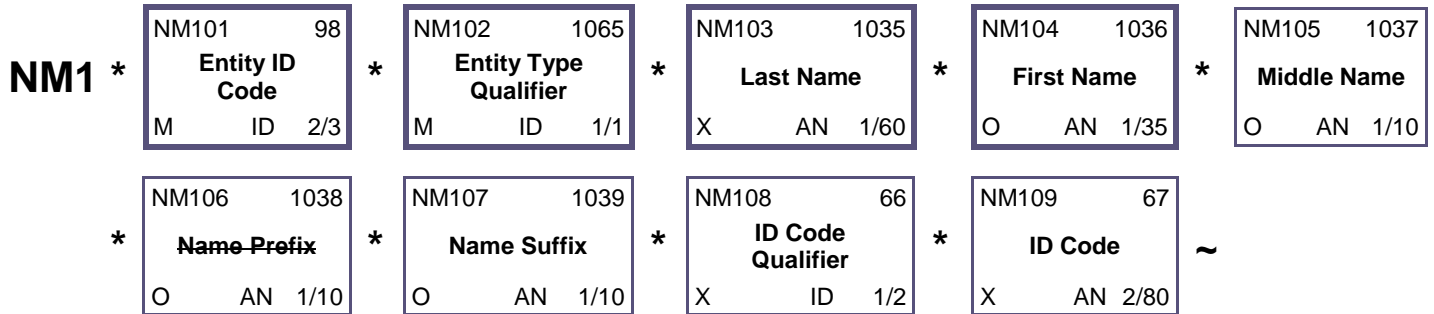 NM101 98 NM102 1065 NM103 1035 NM104 1036 NM105 1037
NM1 * Entity ID Code * Entity Type Qualifier * Last Name * First Name * Middle Name
M ID 2/3 M ID 1/1 X AN 1/60 O AN 1/35 O AN 1/10
NM106 1038 NM107 1039 NM108 66 NM109 67
* Name Prefix * Name Suffix * ID Code Qualifier * ID Code ~
O AN 1/10 O AN 1/10 X ID 1/2 X AN 2/80